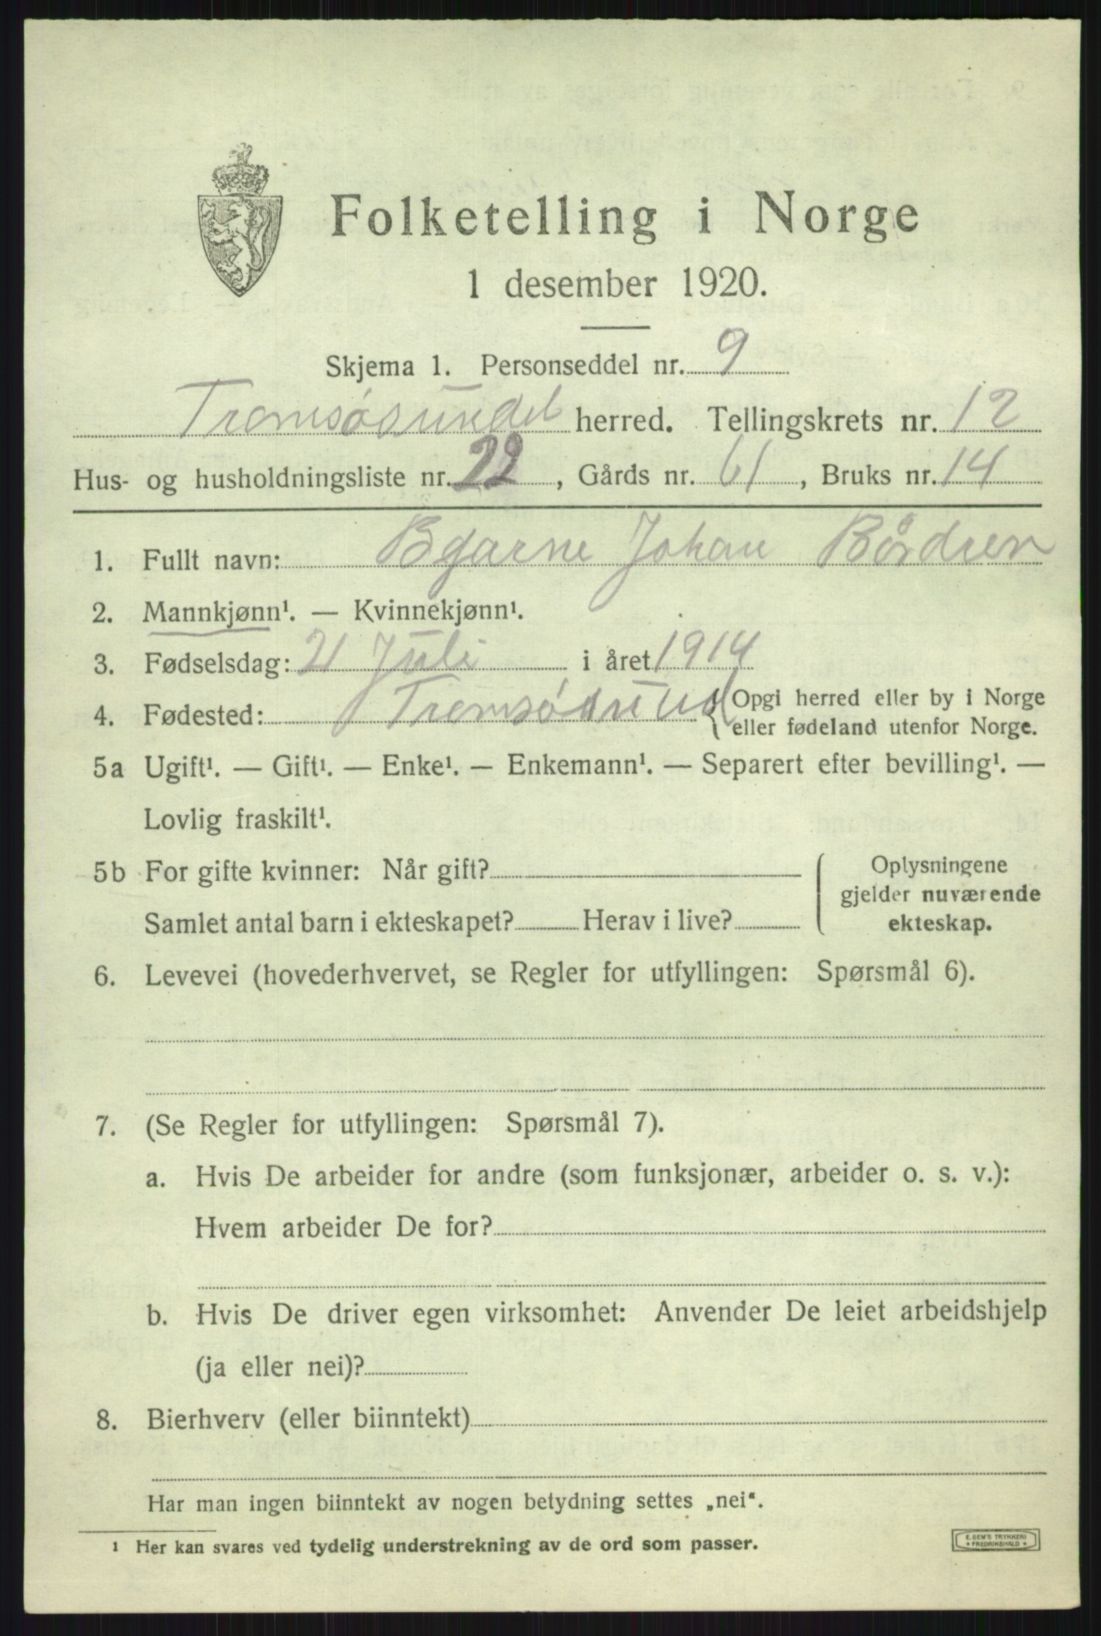 Folketelling i Norge
1 desember 1920.
Skjema 1. Personseddel nr. 9
Tromsøsundet herred. Tellingskrets nr. 12
Hus- og husholdningsliste nr. 22, Gårds nr. 61, Bruks nr. 14
1. Fullt navn: Bjarne Johan
2. Mannkjønn¹. — Kvinnekjønn¹.
3. Fødselsdag: 21 Juli i året 1914
4. Fødested: Tromsøsund { Opgi herred eller by i Norge
eller fødeland utenfor Norge.
5a Ugift¹. — Gift¹. — Enke¹. — Enkemann¹. — Separert efter bevilling¹. —
Lovlig fraskilt¹.
5b For gifte kvinner: Når gift?
Samlet antal barn i ekteskapet? Herav i live?
( Oplysningene
gjelder nuværende
ekteskap.
6. Levevei (hovederhvervet, se Regler for utfyllingen: Spørsmål 6).
7. (Se Regler for utfyllingen: Spørsmål 7).
a. Hvis De arbeider for andre (som funksjonær, arbeider o. s. v.):
Hvem arbeider De for?
b. Hvis De driver egen virksomhet: Anvender De leiet arbeidshjelp
(ja eller nei)?
8. Bierhverv (eller biinntekt)
Har man ingen biinntekt av nogen betydning settes „nei".
¹ Her kan svares ved tydelig understrekning av de ord som passer.
E. SEM'S TRYKKERI
• FREDRIKSHALD •